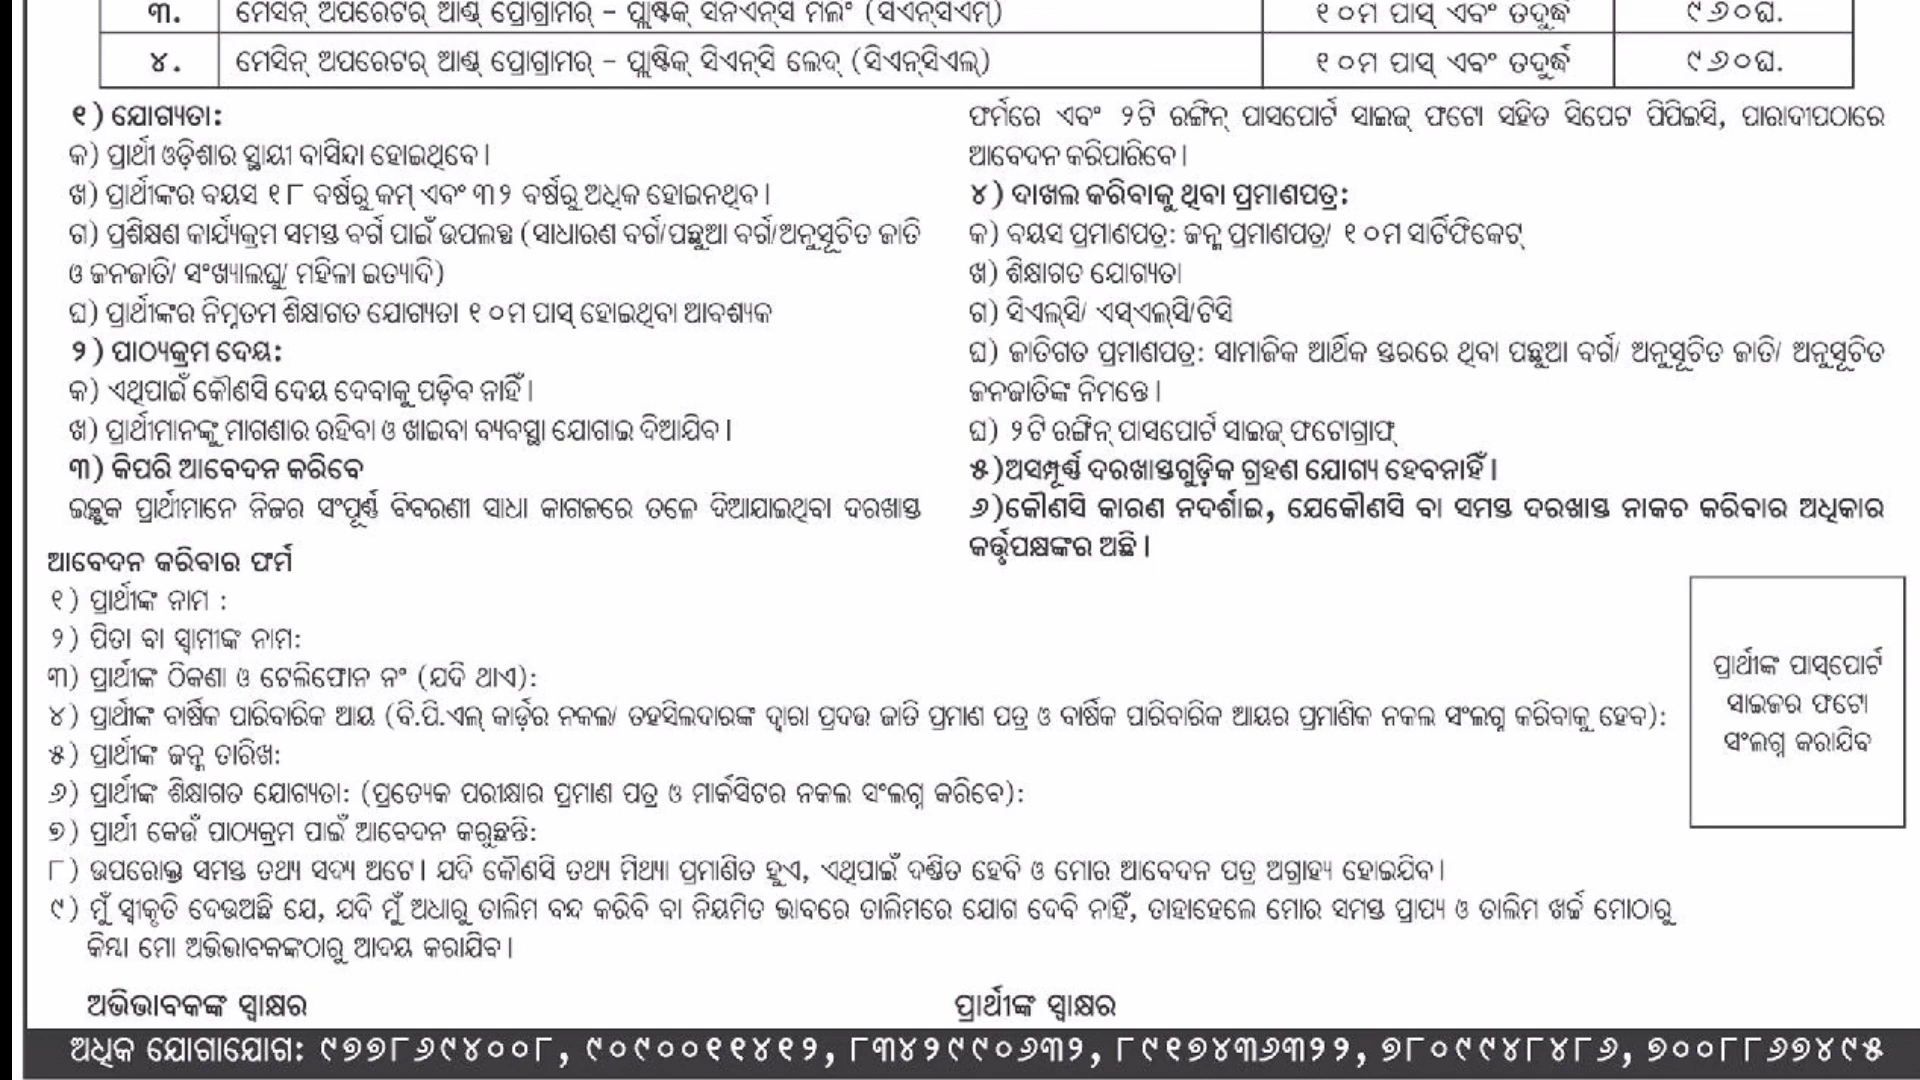 ୩. ମେସିନ୍ ଅପରେଟର୍ ଆଣ୍ଡ୍ ପ୍ରୋଗ୍ରାମର୍ – ପ୍ଲାଷ୍ଟିକ୍ (ସିଏନ୍‌ସିଏମ୍) ୧୦ମ ପାସ୍ ଏବଂ ତଦୁର୍ଦ୍ଧ ୯୬୦ଘ.
୪. ମେସିନ୍ ଅପରେଟର୍ ଆଣ୍ଡ୍ ପ୍ରୋଗ୍ରାମର୍ – ପ୍ଲାଷ୍ଟିକ୍ ସିଏନ୍‌ସି ଲେଦ୍ (ସିଏନ୍‌ସିଏଲ୍) ୧୦ମ ପାସ୍ ଏବଂ ତଦୁର୍ଦ୍ଧ ୯୬୦ଘ.
୧) ଯୋଗ୍ୟତା:
କ) ପ୍ରାର୍ଥୀ ଓଡ଼ିଶାର ସ୍ଥାୟୀ ବାସିନ୍ଦା ହୋଇଥିବେ।
ଖ) ପ୍ରାର୍ଥୀଙ୍କର ବୟସ ୧୮ ବର୍ଷରୁ କମ୍ ଏବଂ ୩୨ ବର୍ଷରୁ ଅଧିକ ହୋଇନଥିବ।
ଗ) ପ୍ରଶିକ୍ଷଣ କାର୍ଯ୍ୟକ୍ରମ ସମସ୍ତ ବର୍ଗ ପାଇଁ ଉପଲବ୍ଧ (ସାଧାରଣ ବର୍ଗ/ପଛୁଆ ବର୍ଗ/ଅନୁସୂଚିତ ଜାତି
ଓ ଜନଜାତି/ ସଂଖ୍ୟାଲଘୁ/ ମହିଳା ଇତ୍ୟାଦି)
ଘ) ପ୍ରାର୍ଥୀଙ୍କର ନିମ୍ନତମ ଶିକ୍ଷାଗତ ଯୋଗ୍ୟତା ୧୦ମ ପାସ୍ ହୋଇଥିବା ଆବଶ୍ୟକ
୨) ପାଠ୍ୟକ୍ରମ ଦେୟ:
କ) ଏଥିପାଇଁ କୌଣସି ଦେୟ ଦେବାକୁ ପଡ଼ିବ ନାହିଁ।
ଖ) ପ୍ରାର୍ଥୀମାନଙ୍କୁ ମାଗଣାର ରହିବା ଓ ଖାଇବା ବ୍ୟବସ୍ଥା ଯୋଗାଇ ଦିଆଯିବ।
୩) କିପରି ଆବେଦନ କରିବେ
ଇଚ୍ଛୁକ ପ୍ରାର୍ଥୀମାନେ ନିଜର ସଂପୂର୍ଣ୍ଣ ବିବରଣୀ ସାଧା କାଗଜରେ ତଳେ ଦିଆଯାଇଥିବା ଦରଖାସ୍ତ
ଫର୍ମରେ ଏବଂ ୨ଟି ରଙ୍ଗିନ୍ ପାସପୋର୍ଟ ସାଇଜ୍ ଫଟୋ ସହିତ ସିପେଟ ପିପିଇସି, ପାରାଦୀପଠାରେ
ଆବେଦନ କରିପାରିବେ।
୪) ଦାଖଲ କରିବାକୁ ଥିବା ପ୍ରମାଣପତ୍ର:
କ) ବୟସ ପ୍ରମାଣପତ୍ର: ଜନ୍ମ ପ୍ରମାଣପତ୍ର/ ୧୦ମ ସାର୍ଟିଫିକେଟ୍
ଖ) ଶିକ୍ଷାଗତ ଯୋଗ୍ୟତା
ଗ) ସିଏଲ୍‌ସି/ ଏସ୍‌ଏଲ୍‌ସି/ଟିସି
ଘ) ଜାତିଗତ ପ୍ରମାଣପତ୍ର: ସାମାଜିକ ଆର୍ଥିକ ସ୍ତରରେ ଥିବା ପଛୁଆ ବର୍ଗ/ ଅନୁସୂଚିତ ଜାତି/ ଅନୁସୂଚିତ
ଜନଜାତିଙ୍କ ନିମନ୍ତେ।
ଘ) ୨ଟି ରଙ୍ଗିନ୍ ପାସପୋର୍ଟ ସାଇଜ୍ ଫଟୋଗ୍ରାଫ୍
୫)ଅସମ୍ପୂର୍ଣ୍ଣ ଦରଖାସ୍ତଗୁଡ଼ିକ ଗ୍ରହଣ ଯୋଗ୍ୟ ହେବନାହିଁ।
୬)କୌଣସି କାରଣ ନଦର୍ଶାଇ, ଯେକୌଣସି ବା ସମସ୍ତ ଦରଖାସ୍ତ ନାକଚ କରିବାର ଅଧିକାର
କର୍ତ୍ତୃପକ୍ଷଙ୍କର ଅଛି।
ଆବେଦନ କରିବାର ଫର୍ମ
୧) ପ୍ରାର୍ଥୀଙ୍କ ନାମ :
୨) ପିତା ବା ସ୍ୱାମୀଙ୍କ ନାମ:
୩) ପ୍ରାର୍ଥୀଙ୍କ ଠିକଣା ଓ ଟେଲିଫୋନ ନଂ (ଯଦି ଥାଏ):
୪) ପ୍ରାର୍ଥୀଙ୍କ ବାର୍ଷିକ ପାରିବାରିକ ଆୟ (ବି.ପି.ଏଲ୍ କାର୍ଡ଼ର ନକଲ/ ତହସିଲଦାରଙ୍କ ଦ୍ୱାରା ପ୍ରଦତ୍ତ ଜାତି ପ୍ରମାଣ ପତ୍ର ଓ ବାର୍ଷିକ ପାରିବାରିକ ଆୟର ପ୍ରମାଣିକ ନକଲ ସଂଲଗ୍ନ କରିବାକୁ ହେବ):
୫) ପ୍ରାର୍ଥୀଙ୍କ ଜନ୍ମ ତାରିଖ:
୬) ପ୍ରାର୍ଥୀଙ୍କ ଶିକ୍ଷାଗତ ଯୋଗ୍ୟତା: (ପ୍ରତ୍ୟେକ ପରୀକ୍ଷାର ପ୍ରମାଣ ପତ୍ର ଓ ମାର୍କସିଟର ନକଲ ସଂଲଗ୍ନ କରିବେ):
୭) ପ୍ରାର୍ଥୀ କେଉଁ ପାଠ୍ୟକ୍ରମ ପାଇଁ ଆବେଦନ କରୁଛନ୍ତି:
୮) ଉପରୋକ୍ତ ସମସ୍ତ ତଥ୍ୟ ସତ୍ୟ ଅଟେ। ଯଦି କୌଣସି ତଥ୍ୟ ମିଥ୍ୟା ପ୍ରମାଣିତ ହୁଏ, ଏଥିପାଇଁ ଦଣ୍ଡିତ ହେବି ଓ ମୋର ଆବେଦନ ପତ୍ର ଅଗ୍ରାହ୍ୟ ହୋଇଯିବ।
୯) ମୁଁ ସ୍ୱୀକୃତି ଦେଉଅଛି ଯେ, ଯଦି ମୁଁ ଅଧାରୁ ତାଲିମ ବନ୍ଦ କରିବି ବା ନିୟମିତ ଭାବରେ ତାଲିମରେ ଯୋଗ ଦେବି ନାହିଁ, ତାହାହେଲେ ମୋର ସମସ୍ତ ପ୍ରାପ୍ୟ ଓ ତାଲିମ ଖର୍ଚ୍ଚ ମୋଠାରୁ
କିମ୍ବା ମୋ ଅଭିଭାବକଙ୍କଠାରୁ ଆଦାୟ କରାଯିବ।
ପ୍ରାର୍ଥୀଙ୍କ ପାସ୍‌ପୋର୍ଟ
ସାଇଜର ଫଟୋ
ସଂଲଗ୍ନ କରାଯିବ
ଅଭିଭାବକଙ୍କ ସ୍ୱାକ୍ଷର ପ୍ରାର୍ଥୀଙ୍କ ସ୍ୱାକ୍ଷର
ଅଧିକ ଯୋଗାଯୋଗ: ୯୭୭୮୬୯୪୦୦୮, ୯୦୯୦୦୧୧୪୧୨, ୮୩୪୨୯୯୦୬୩୨, ୮୯୧୭୪୩୬୩୨୨, ୭୮୦୯୯୪୮୪୮୬, ୭୦୦୮୮୬୭୪୯୫